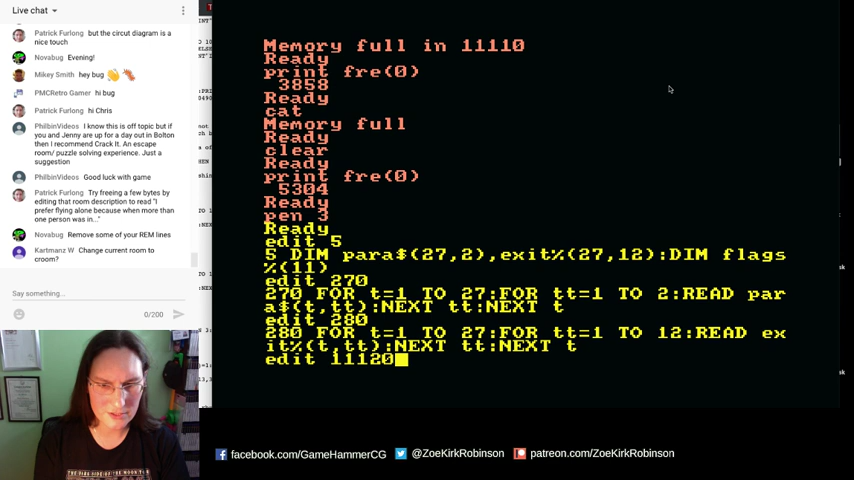 Live chat
Patrick Furlong but the circut diagram is a
nice touch
Novabug Evening!
Mikey Smith hey bug
PMCRetro Gamer hi bug
Patrick Furlong hi Chris
PhilbinVideos I know this is off topic but if
you and Jenny are up for a day out in Bolton
then I recommend Crack It. An escape
room/ puzzle solving experience. Just a
suggestion
PhilbinVideos Good luck with game
Patrick Furlong Try freeing a few bytes by
editing that room description to read "I
prefer flying alone because when more than
one person was in..."
Novabug Remove some of your REM lines
Kartmanz W Change current room to
croom?
Say something...
0/200
Memory full in 11110
Ready
print fre(0)
3858
Ready
cat
Memory full
Ready
clear
Ready
print fre(0)
5304
Ready
pen 3
Ready
edit 5
5 DIM para$(27,2),exit%(27,12):DIM flags
%(11)
edit 270
270 FOR t=1 TO 27:FOR tt=1 TO 2:READ par
a$(t,tt):NEXT tt:NEXT t
edit 280
280 FOR t=1 TO 27:FOR tt=1 TO 12:READ ex
it%(t,tt):NEXT tt:NEXT t
edit 11120
facebook.com/GameHammerCG @ZoeKirkRobinson patreon.com/ZoeKirkRobinson